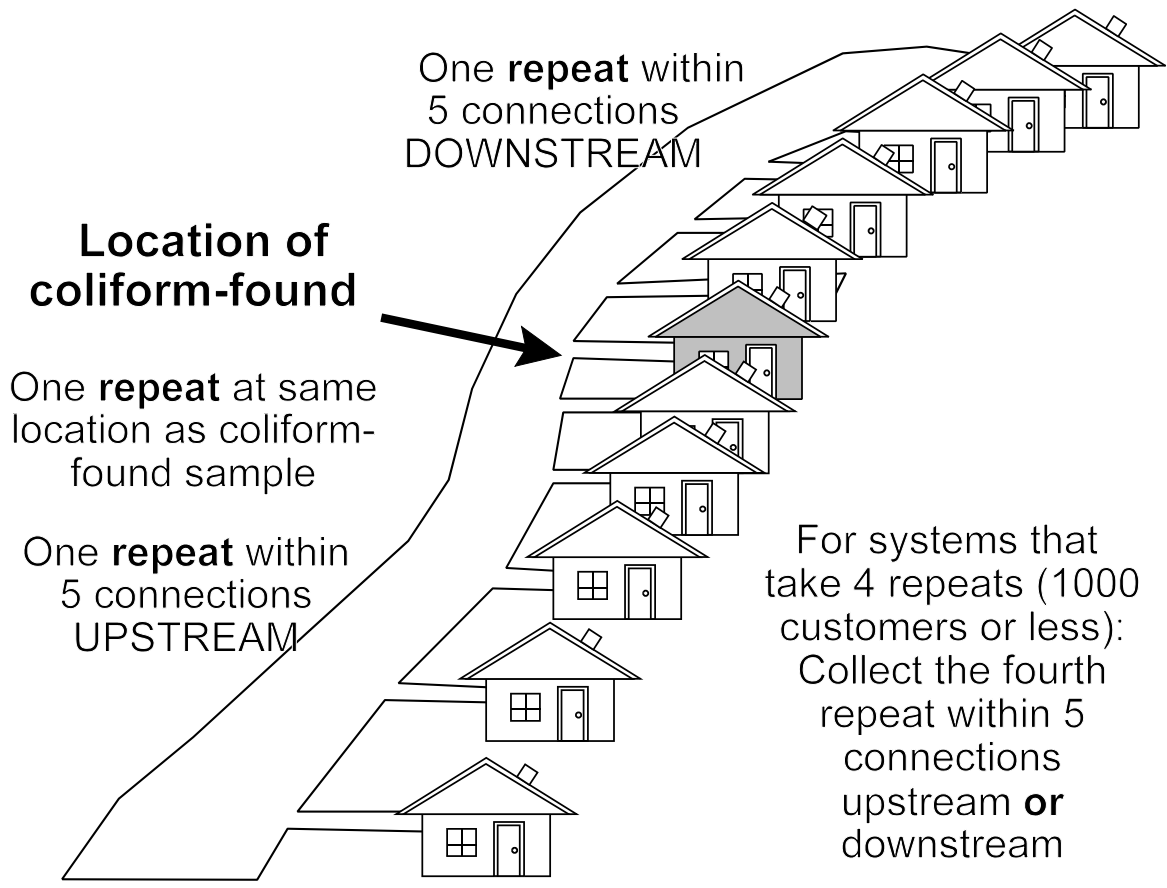 One repeat within
5 connections
DOWNSTREAM
Location of
coliform-found
One repeat at same
location as coliform-
found sample
One repeat within
5 connections
UPSTREAM
For systems that
take 4 repeats (1000
customers or less):
Collect the fourth
repeat within 5
connections
upstream or
downstream